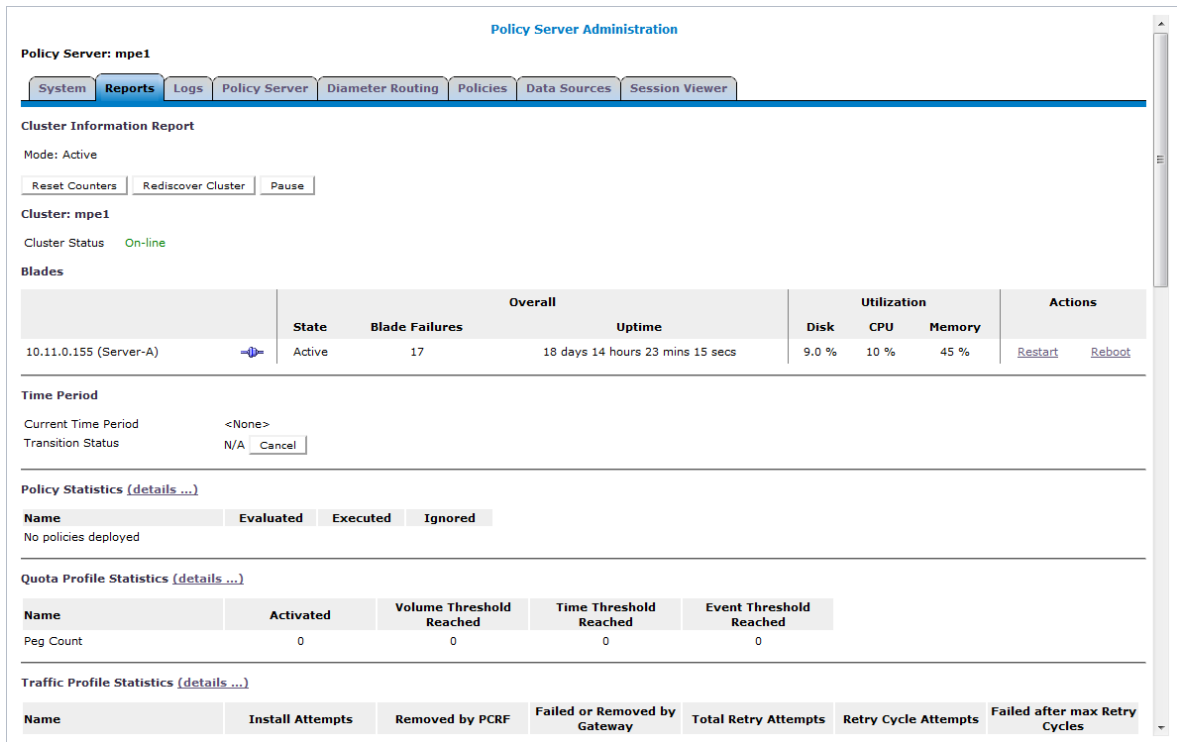 Policy Server Administration
Policy Server: mpe1
System Reports Logs Policy Server Diameter Routing Policies Data Sources Session Viewer
Cluster Information Report
Mode: Active
Reset Counters Rediscover Cluster Pause
Cluster: mpe1
Cluster Status On-line
Blades
Overall Utilization Actions
State Blade Failures Uptime Disk CPU Memory
10.11.0.155 (Server-A) Active 17 18 days 14 hours 23 mins 15 secs 9.0 % 10 % 45 % Restart Reboot
Time Period
Current Time Period <None>
Transition Status N/A Cancel
Policy Statistics (details ...)
Name Evaluated Executed Ignored
No policies deployed
Quota Profile Statistics (details ...)
Name Activated Volume Threshold Reached Time Threshold Reached Event Threshold Reached
Peg Count 0 0 0 0
Traffic Profile Statistics (details ...)
Name Install Attempts Removed by PCRF Failed or Removed by Gateway Total Retry Attempts Retry Cycle Attempts Failed after max Retry Cycles